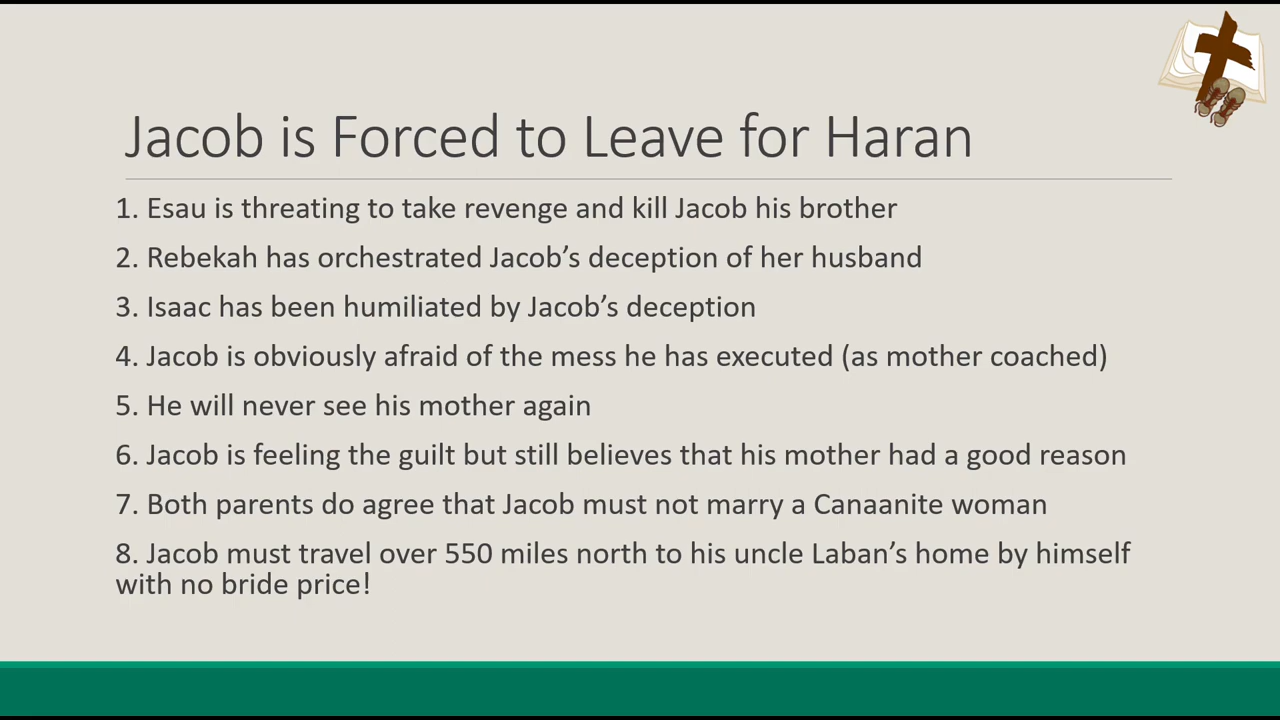 Jacob is Forced to Leave for Haran
1. Esau is threating to take revenge and kill Jacob his brother
2. Rebekah has orchestrated Jacob’s deception of her husband
3. Isaac has been humiliated by Jacob’s deception
4. Jacob is obviously afraid of the mess he has executed (as mother coached)
5. He will never see his mother again
6. Jacob is feeling the guilt but still believes that his mother had a good reason
7. Both parents do agree that Jacob must not marry a Canaanite woman
8. Jacob must travel over 550 miles north to his uncle Laban’s home by himself
with no bride price!